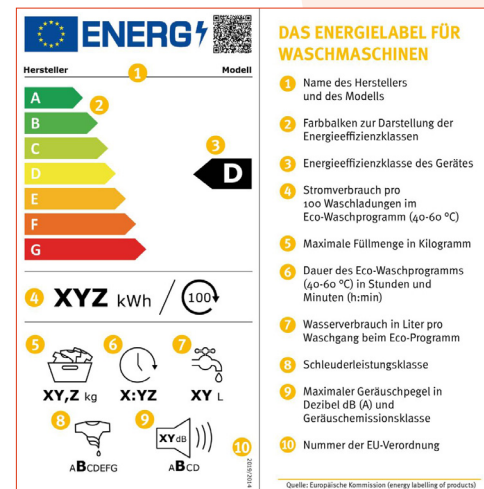 ENERG
Hersteller
Modell
1
A
B
C
D
E
F
G
2
3
D
4
XYZ kWh /
100
5
6
7
XY,Z kg
X:YZ
XY L
8
9
XY dB
ABCDEFG
ABCD
10
2019/2014
DAS ENERGIELABEL FÜR
WASCHMASCHINEN
1 Name des Herstellers
und des Modells
2 Farbbalken zur Darstellung der
Energieeffizienzklassen
3 Energieeffizienzklasse des Gerätes
4 Stromverbrauch pro
100 Waschladungen im
Eco-Waschprogramm (40-60 °C)
5 Maximale Füllmenge in Kilogramm
6 Dauer des Eco-Waschprogramms
(40-60 °C) in Stunden und
Minuten (h:min)
7 Wasserverbrauch in Liter pro
Waschgang beim Eco-Programm
8 Schleuderleistungsklasse
9 Maximaler Geräuschpegel in
Dezibel dB (A) und
Geräuschemissionsklasse
10 Nummer der EU-Verordnung
Quelle: Europäische Kommission (energy labelling of products)